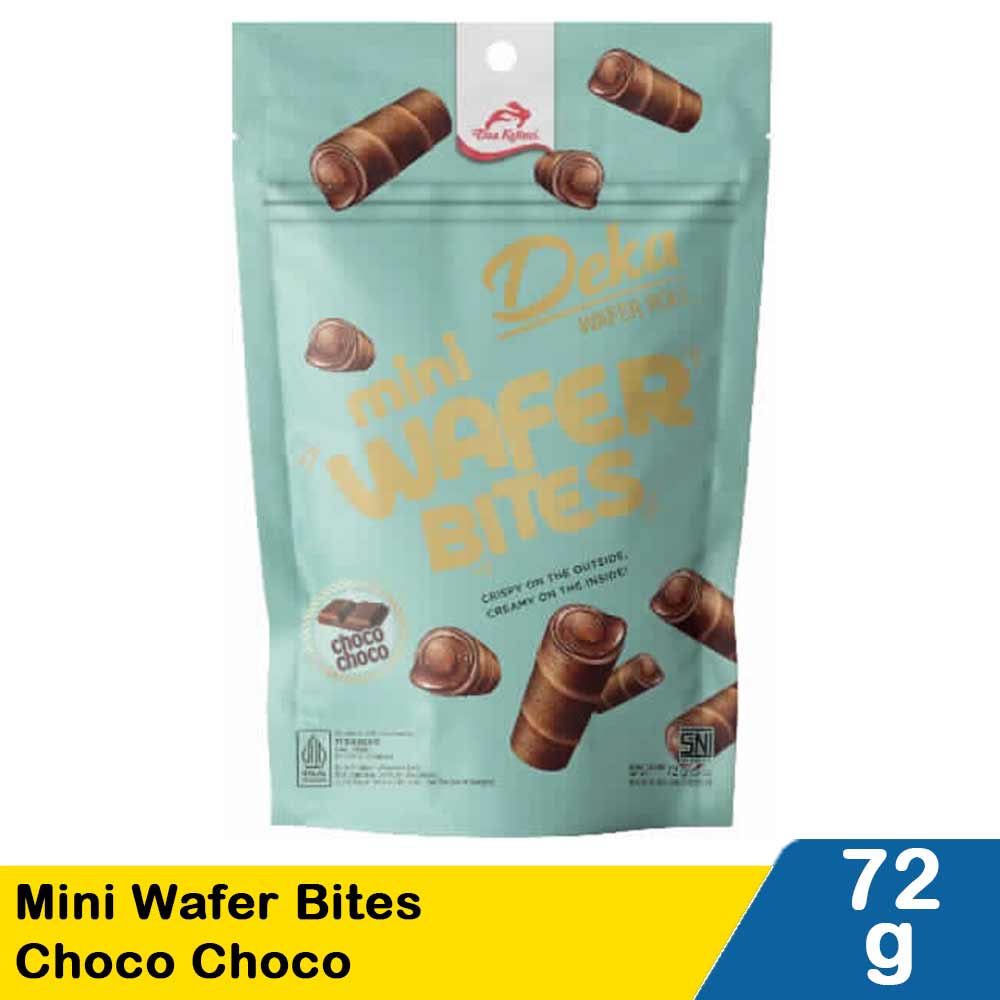 Dua Kelinci
Deka
WAFER ROLL
mini
WAFER
BITES
CRISPY ON THE OUTSIDE,
CREAMY ON THE INSIDE!
choco
choco
SNI
Mini Wafer Bites
Choco Choco
72
g